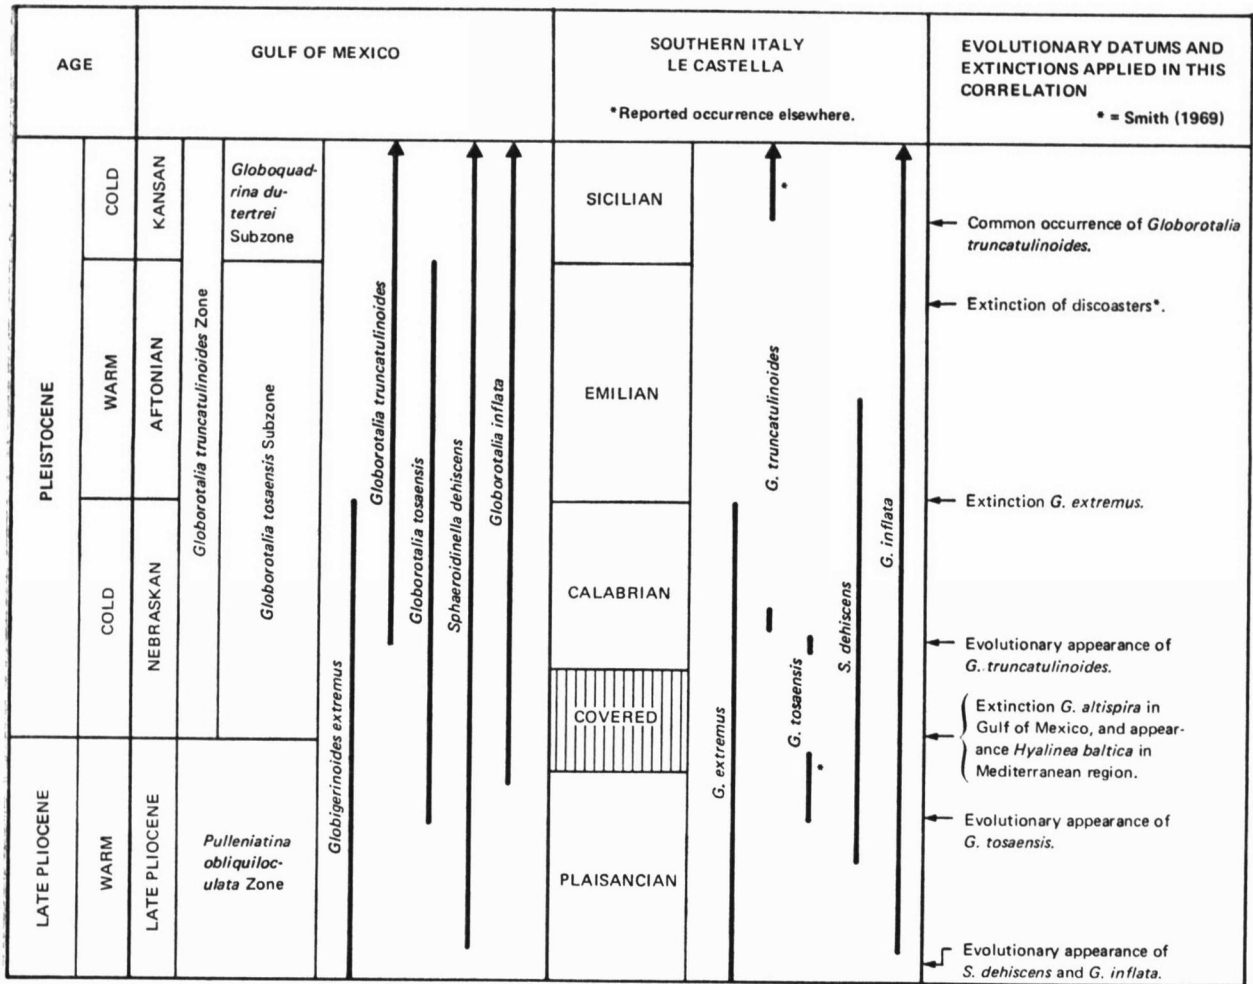 AGE
GULF OF MEXICO
SOUTHERN ITALY
LE CASTELLA
*Reported occurrence elsewhere.
EVOLUTIONARY DATUMS AND
EXTINCTIONS APPLIED IN THIS
CORRELATION
* = Smith (1969)
PLEISTOCENE
LATE PLIOCENE
COLD
WARM
COLD
WARM
KANSAN
AFTONIAN
NEBRASKAN
LATE PLIOCENE
Globorotalia truncatulinoides Zone
Globoquad-
rina du-
tertrei
Subzone
Globorotalia tosaensis Subzone
Pulleniatina
obliquiloc-
ulata Zone
Globigerinoides extremus
Globorotalia truncatulinoides
Globorotalia tosaensis
Sphaeroidinella dehiscens
Globorotalia inflata
SICILIAN
EMILIAN
CALABRIAN
COVERED
PLAISANCIAN
G. extremus
*
G. truncatulinoides
G. tosaensis
*
S. dehiscens
G. inflata
Common occurrence of Globorotalia
truncatulinoides.
Extinction of discoasters*.
Extinction G. extremus.
Evolutionary appearance of
G. truncatulinoides.
Extinction G. altispira in
Gulf of Mexico, and appear-
ance Hyalinea baltica in
Mediterranean region.
Evolutionary appearance of
G. tosaensis.
Evolutionary appearance of
S. dehiscens and G. inflata.